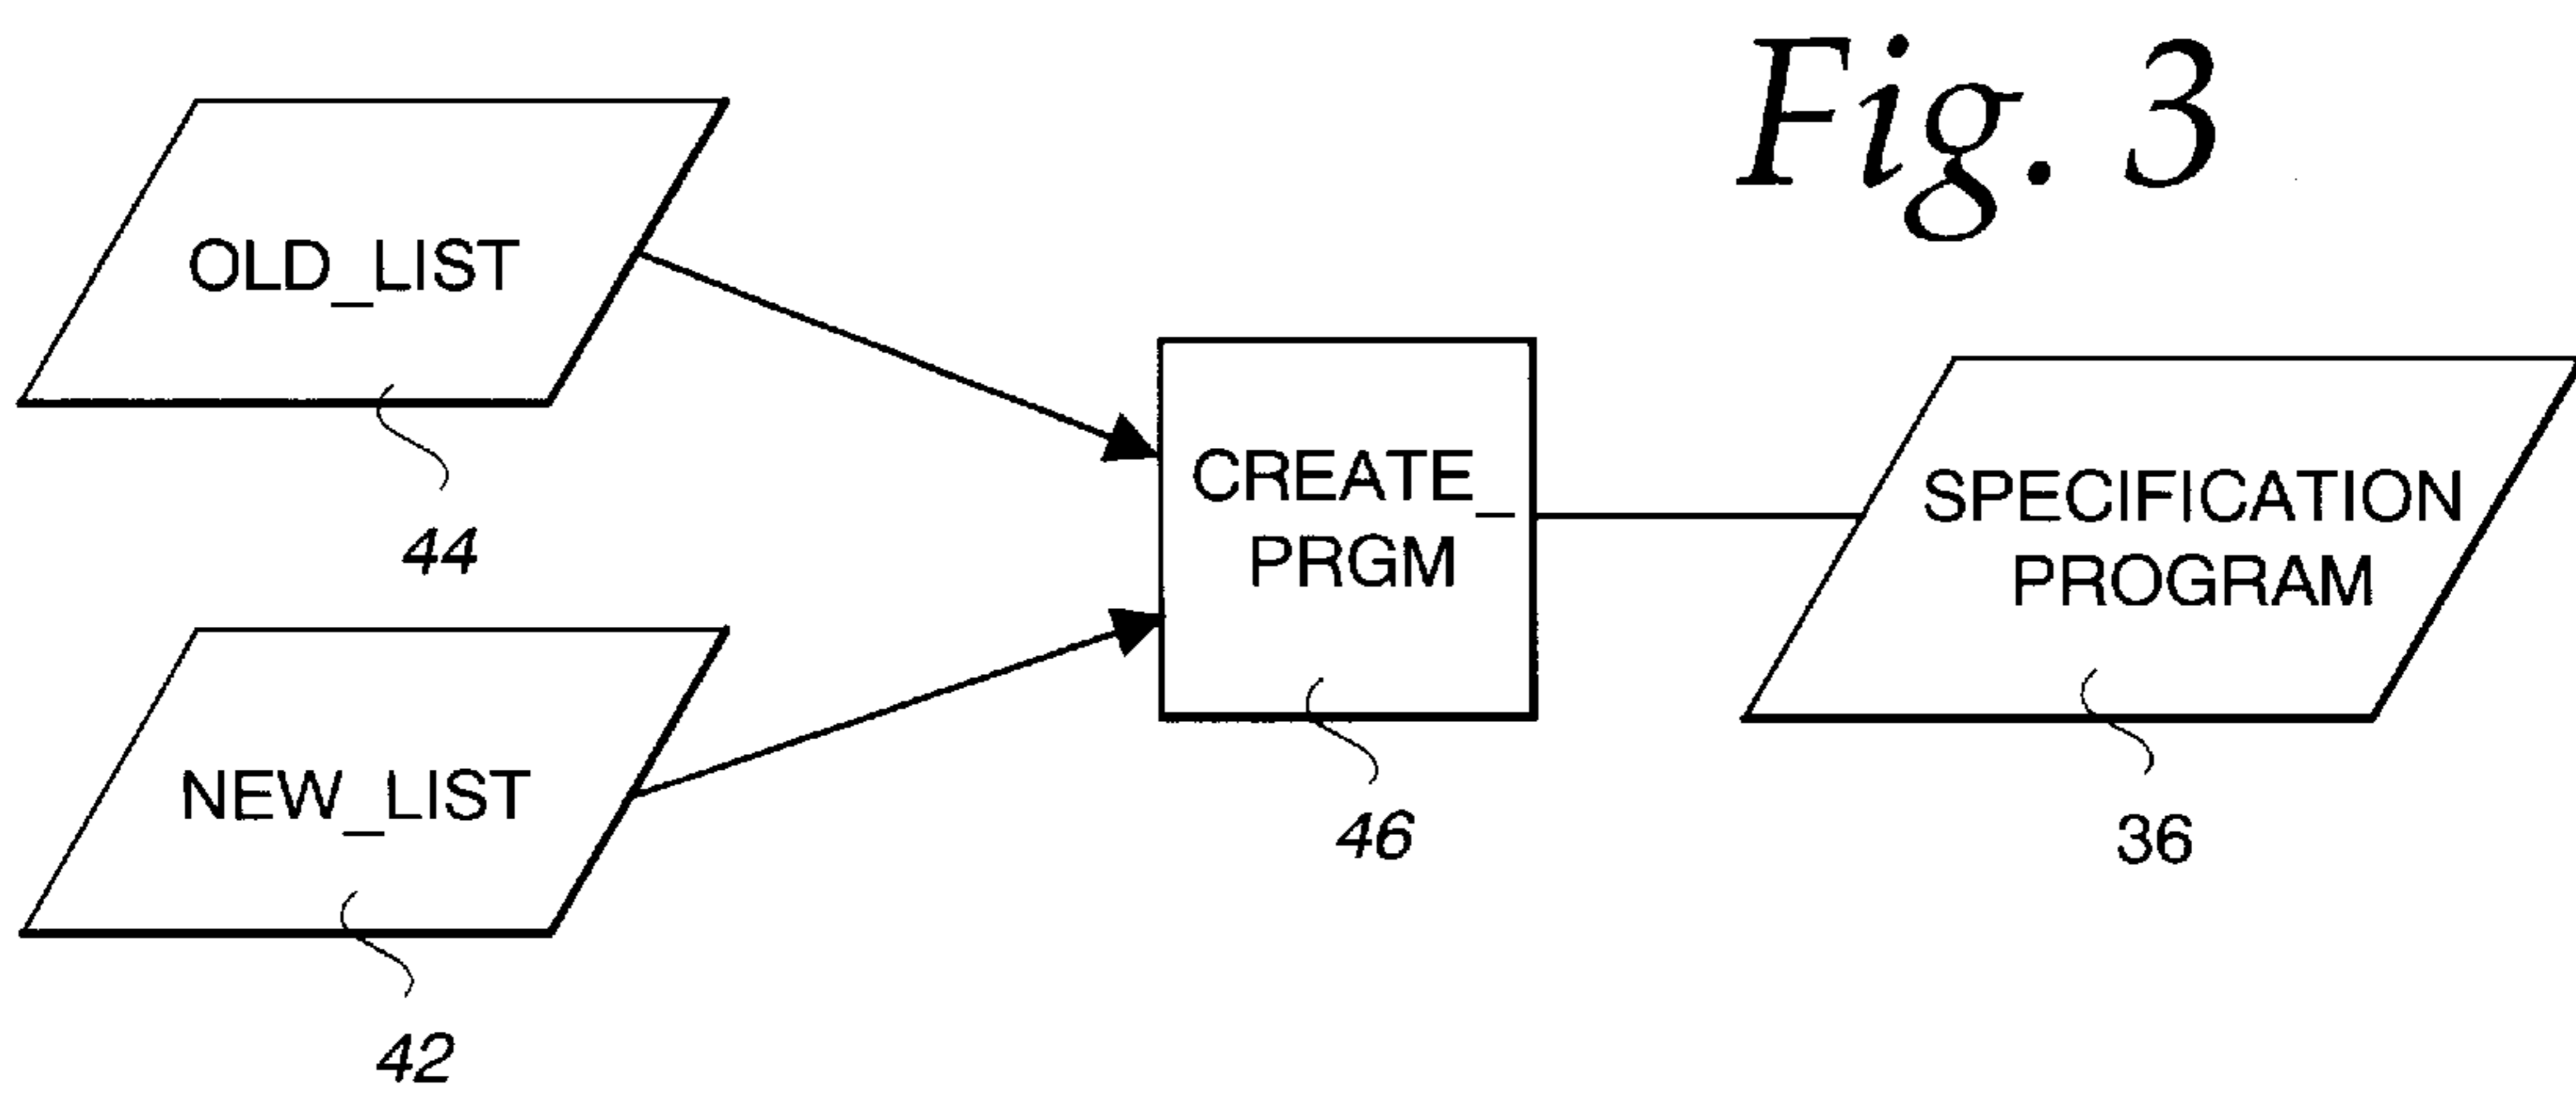 Fig. 3
OLD_LIST
44
CREATE_
PRGM
46
SPECIFICATION
PROGRAM
36
NEW_LIST
42